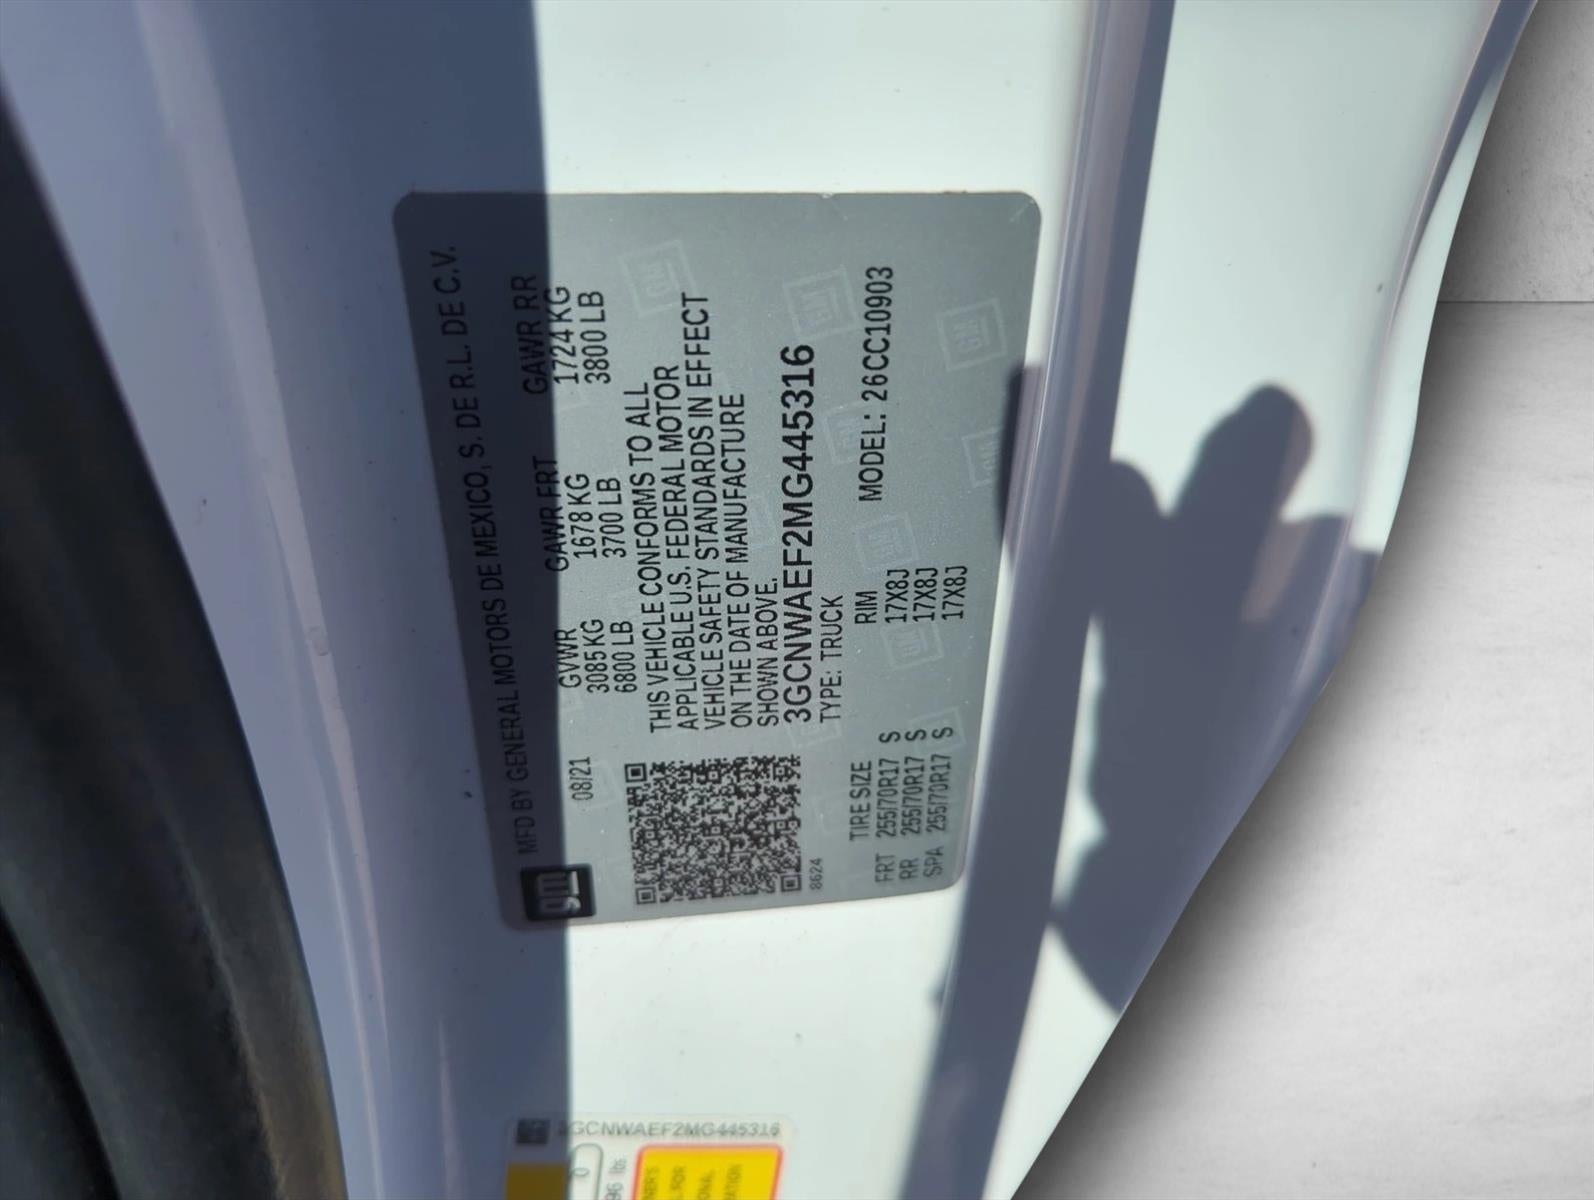 gm MFD BY GENERAL MOTORS DE MEXICO, S. DE R.L. DE C.V.
08/21 GVWR GAWR FRT GAWR RR
3085 KG 1678 KG 1724 KG
6800 LB 3700 LB 3800 LB
THIS VEHICLE CONFORMS TO ALL
APPLICABLE U.S. FEDERAL MOTOR
VEHICLE SAFETY STANDARDS IN EFFECT
ON THE DATE OF MANUFACTURE
SHOWN ABOVE.
3GCNWAEF2MG445316
8624 TYPE: TRUCK MODEL: 26CC10903
TIRE SIZE RIM
FRT 255/70R17 S 17X8J
RR 255/70R17 S 17X8J
SPA 255/70R17 S 17X8J
3GCNWAEF2MG445316